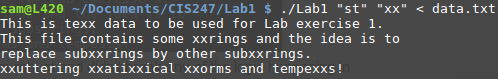 sam@L420 ~/Documents/CIS247/Lab1 $ ./Lab1 "st" "xx" < data.txt
This is texx data to be used for Lab exercise 1.
This file contains some xxrings and the idea is to
replace subxxrings by other subxxrings.
xxuttering xxatixxical xxorms and tempexxs!